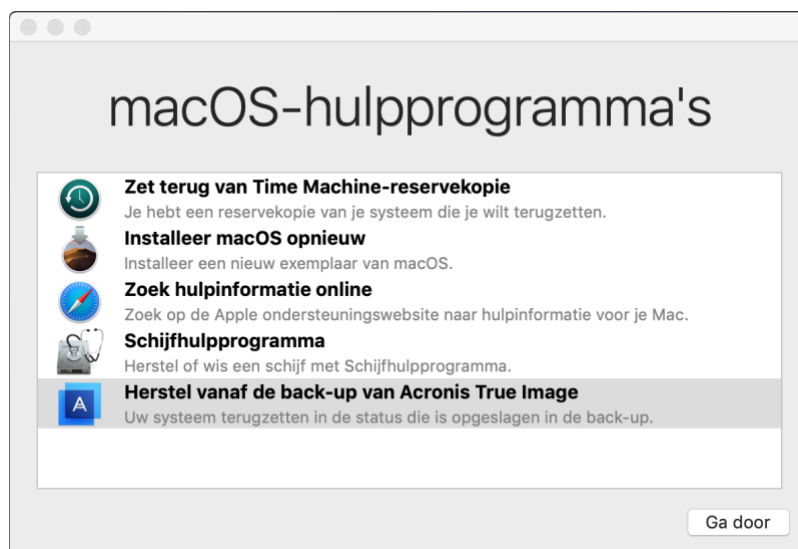 macOS-hulpprogramma's
Zet terug van Time Machine-reservekopie
Je hebt een reservekopie van je systeem die je wilt terugzetten.
Installeer macOS opnieuw
Installeer een nieuw exemplaar van macOS.
Zoek hulpinformatie online
Zoek op de Apple ondersteuningswebsite naar hulpinformatie voor je Mac.
Schijfhulpprogramma
Herstel of wis een schijf met Schijfhulpprogramma.
Herstel vanaf de back-up van Acronis True Image
Uw systeem terugzetten in de status die is opgeslagen in de back-up.
Ga door